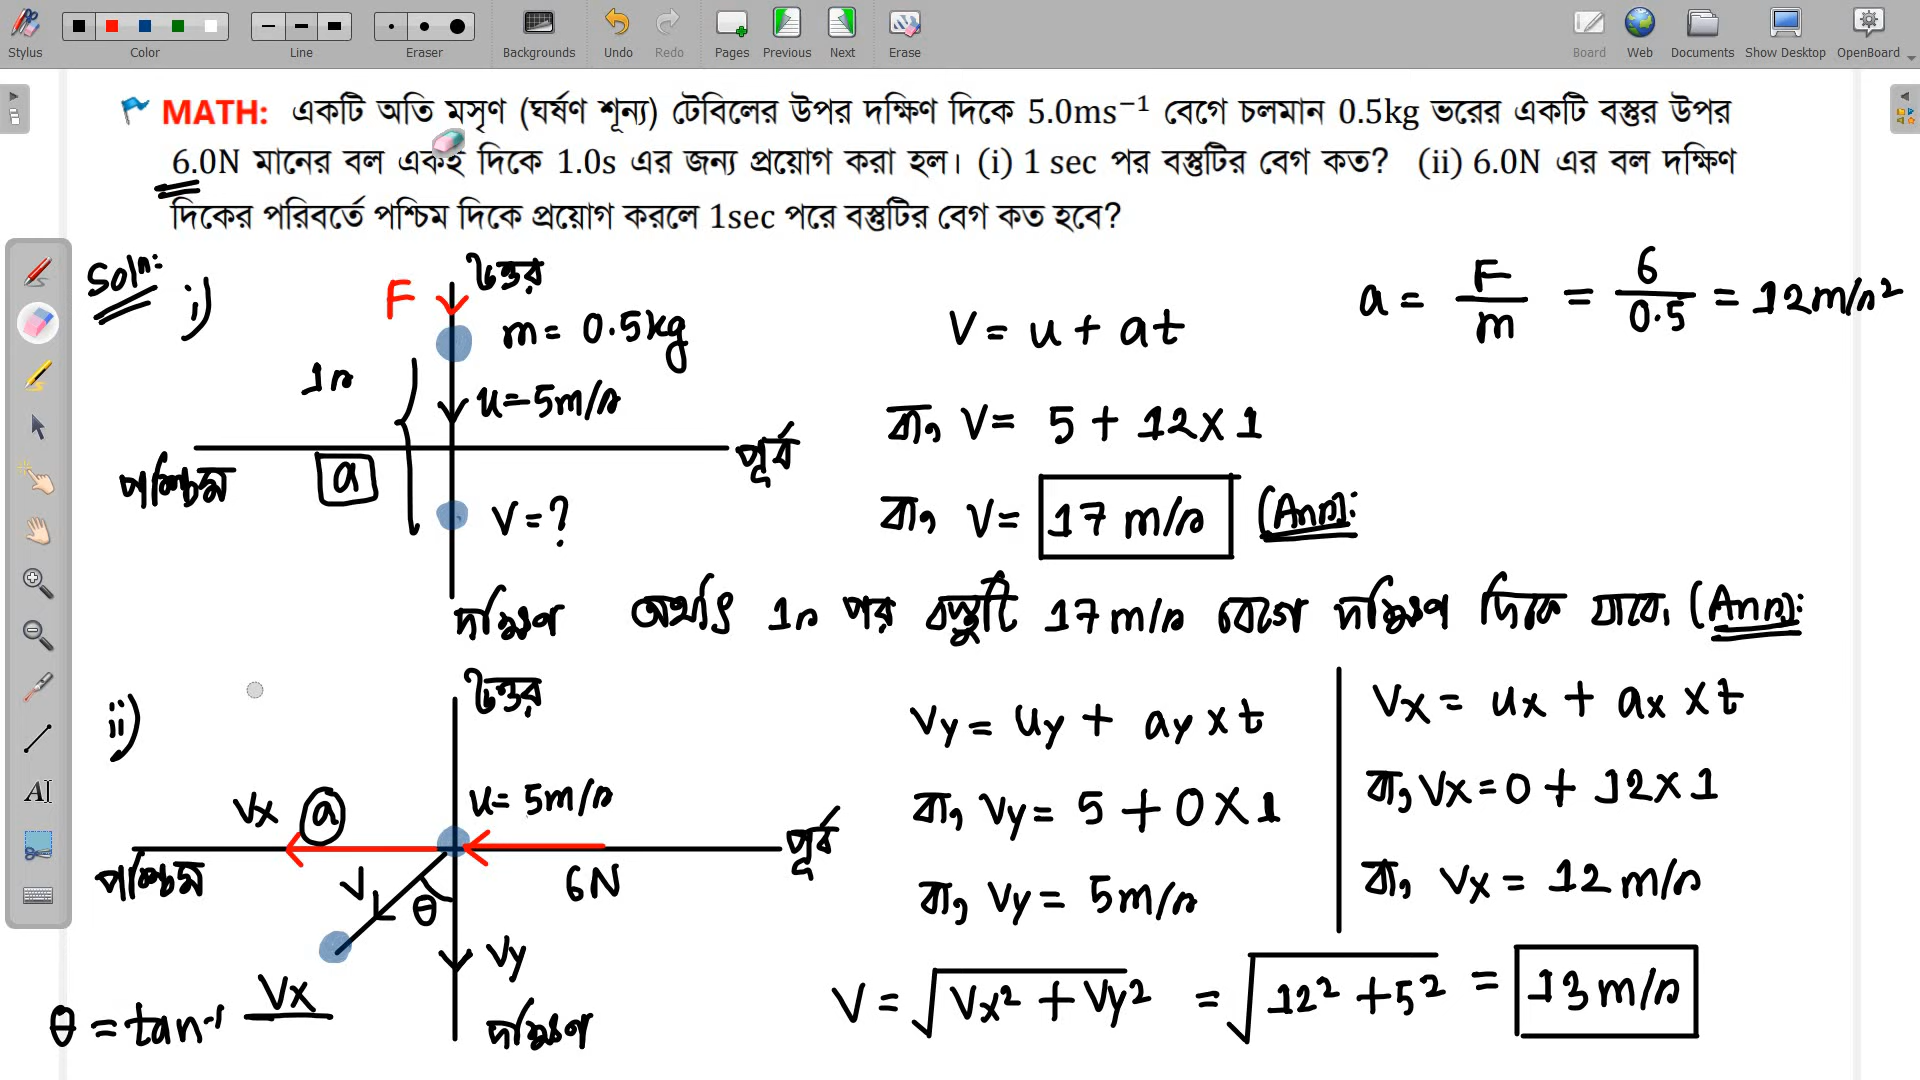 Stylus Color Line Eraser Backgrounds Undo Redo Pages Previous Next Erase Board Web Documents Show Desktop OpenBoard
MATH: একটি অতি মসৃণ (ঘর্ষণ শূন্য) টেবিলের উপর দক্ষিণ দিকে 5.0ms⁻¹ বেগে চলমান 0.5kg ভরের একটি বস্তুর উপর
6.0N মানের বল একই দিকে 1.0s এর জন্য প্রয়োগ করা হল। (i) 1 sec পর বস্তুটির বেগ কত? (ii) 6.0N এর বল দক্ষিণ
দিকের পরিবর্তে পশ্চিম দিকে প্রয়োগ করলে 1sec পরে বস্তুটির বেগ কত হবে?
Solⁿ: i)
উত্তর
F
m = 0.5kg
1s
u=5m/s
পূর্ব
পশ্চিম
a
V = ?
দক্ষিণ
a = F/m = 6/0.5 = 12m/s²
V = u + at
বা, V = 5 + 12 × 1
বা, V = 17 m/s (Ans):
অর্থাৎ 1s পর বস্তুটি 17m/s বেগে দক্ষিণ দিকে যাবে। (Ans):
ii)
উত্তর
Vx a
u = 5m/s
পূর্ব
পশ্চিম
V
θ
6N
Vy
দক্ষিণ
θ = tan⁻¹ Vx
Vy = uy + ay × t
বা, Vy = 5 + 0 × 1
বা, Vy = 5m/s
Vx = ux + ax × t
বা, Vx = 0 + 12 × 1
বা, Vx = 12 m/s
V = √Vx² + Vy² = √12² + 5² = 13 m/s